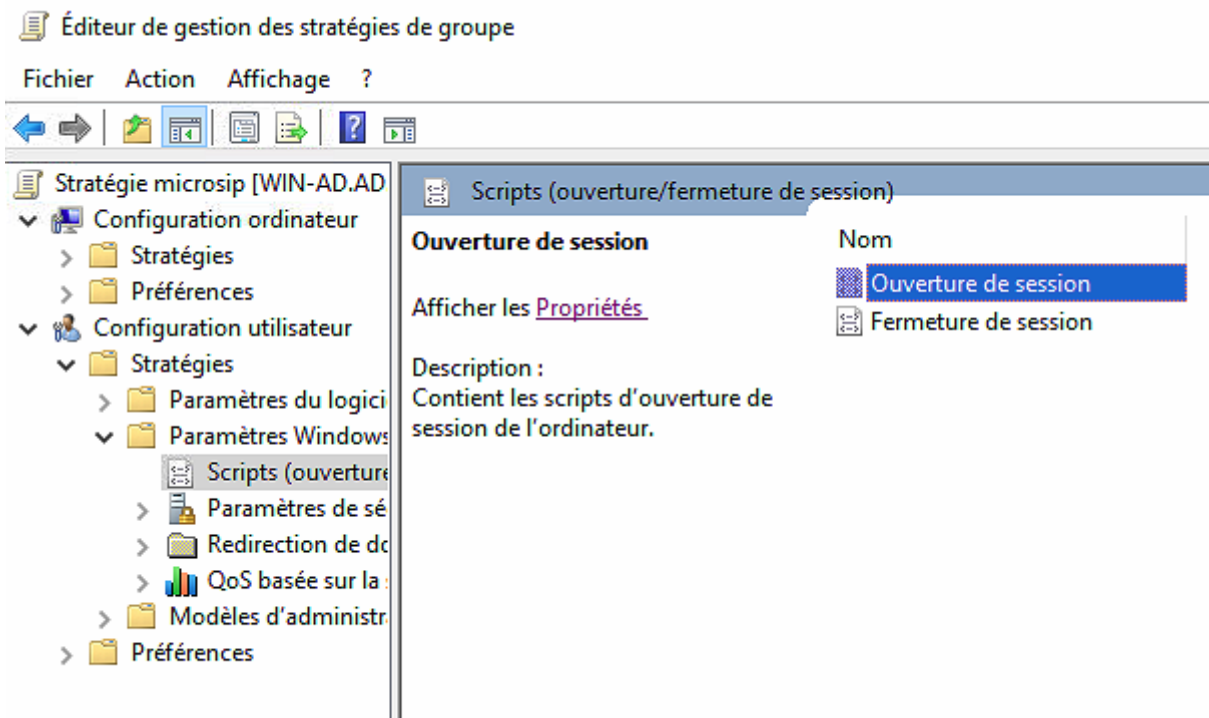 Éditeur de gestion des stratégies de groupe
Fichier Action Affichage ?
Stratégie microsip [WIN-AD.AD
Configuration ordinateur
Stratégies
Préférences
Configuration utilisateur
Stratégies
Paramètres du logici
Paramètres Windows
Scripts (ouverture
Paramètres de sé
Redirection de do
QoS basée sur la
Modèles d'administr
Préférences
Scripts (ouverture/fermeture de session)
Ouverture de session
Afficher les Propriétés
Description :
Contient les scripts d'ouverture de
session de l'ordinateur.
Nom
Ouverture de session
Fermeture de session